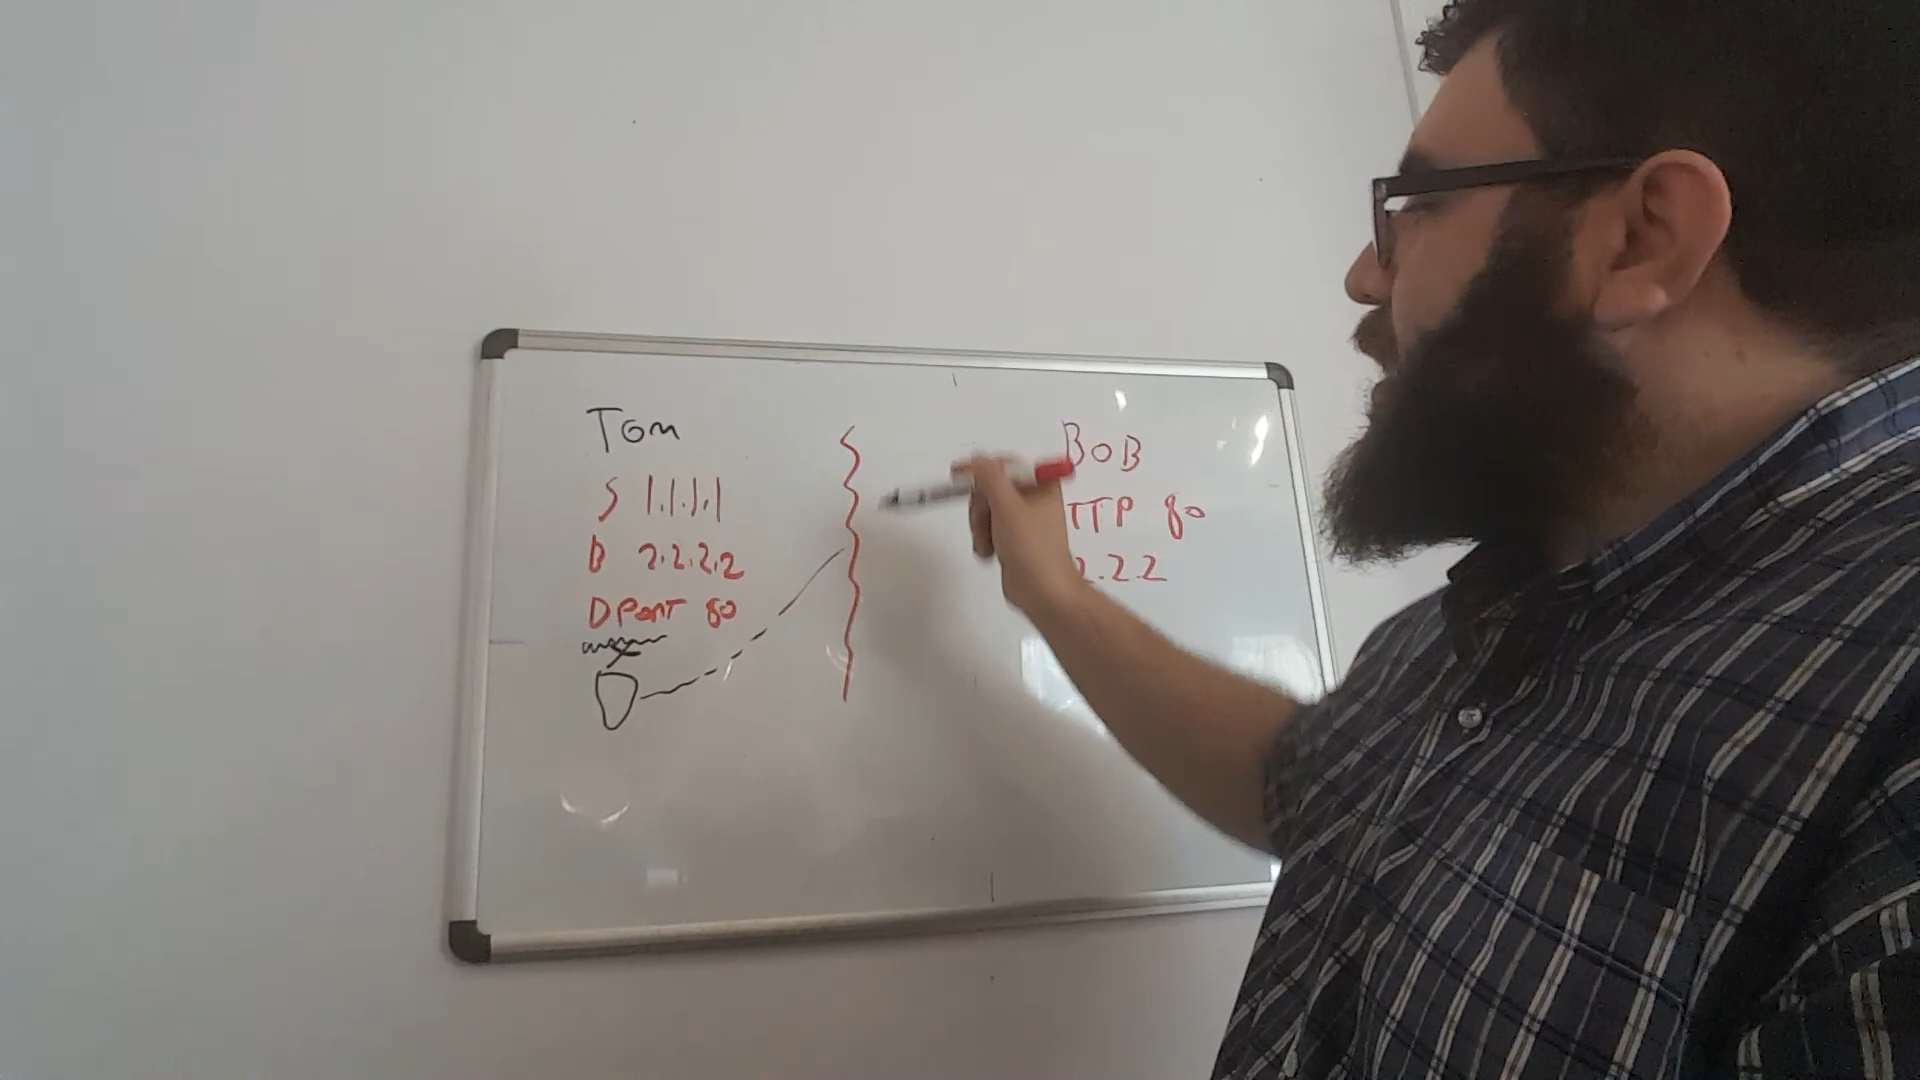 Tom
S 1.1.1.1
D 2.2.2.2
DPORT 80
BOB
TTP 80
2.2.2